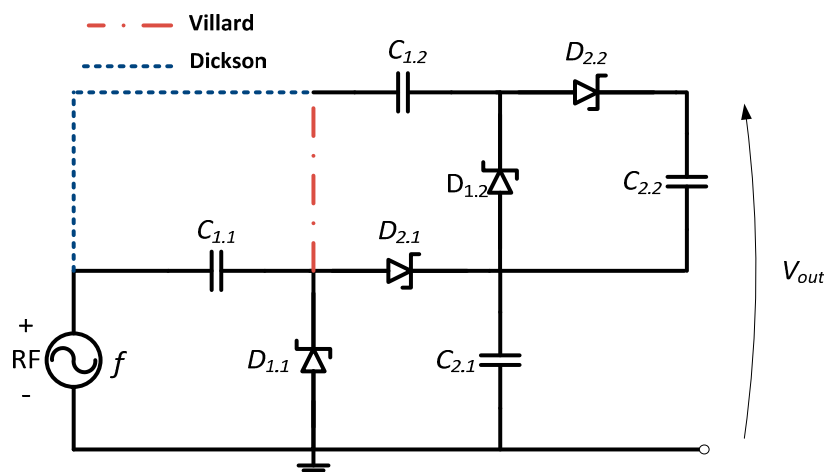 Villard
Dickson
C1.2
D2.2
D1.2
C2.2
C1.1
D2.1
Vout
+
RF
f
-
D1.1
C2.1